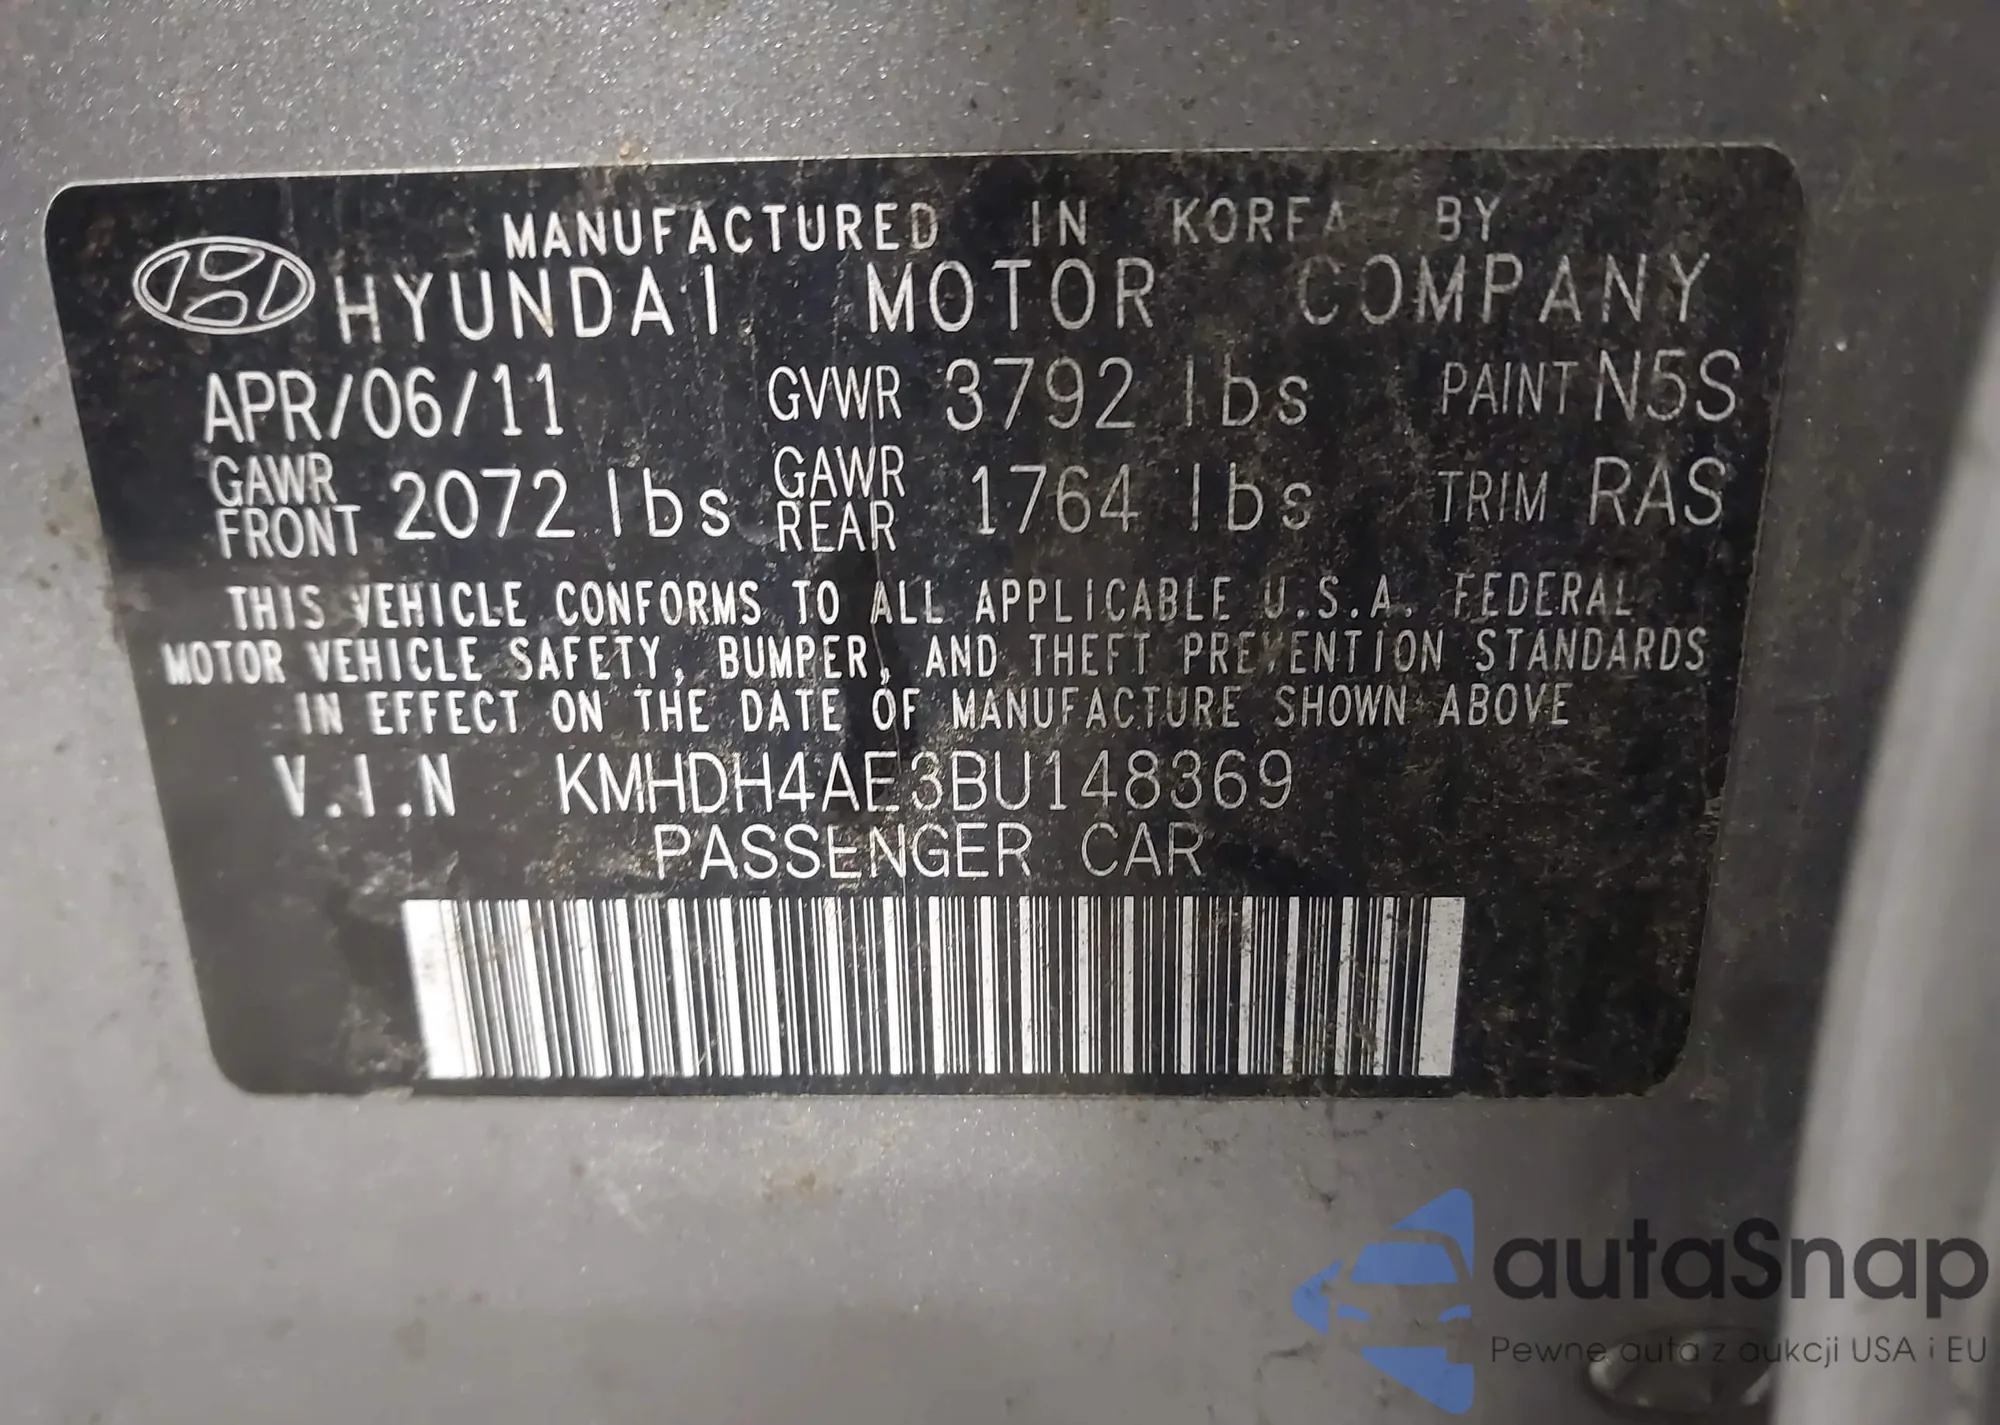 MANUFACTURED IN KOREA BY
HYUNDAI MOTOR COMPANY
APR/06/11 GVWR 3792 lbs PAINT N5S
GAWR FRONT 2072 lbs GAWR REAR 1764 lbs TRIM RAS
THIS VEHICLE CONFORMS TO ALL APPLICABLE U.S.A. FEDERAL
MOTOR VEHICLE SAFETY, BUMPER, AND THEFT PREVENTION STANDARDS
IN EFFECT ON THE DATE OF MANUFACTURE SHOWN ABOVE
V.I.N KMHDH4AE3BU148369
PASSENGER CAR
autaSnap
Pewne auta z aukcji USA i EU